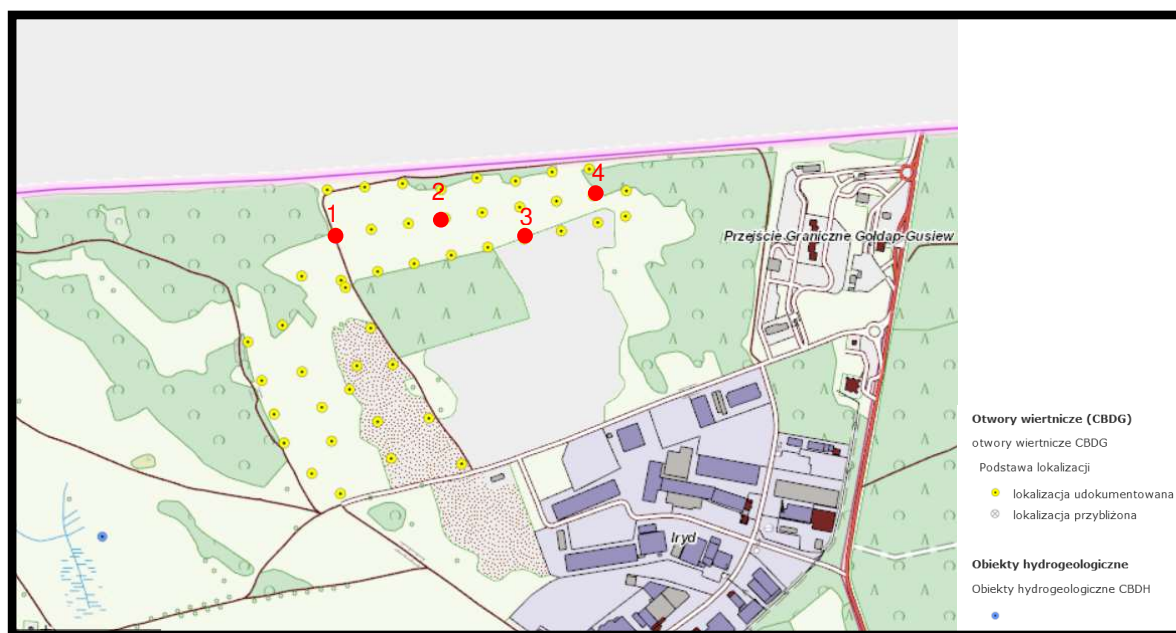 4
2
1
3
Przejście Graniczne Gołdap-Gusiew
Iryd
Otwory wiertnicze (CBDG)
otwory wiertnicze CBDG
Podstawa lokalizacji
lokalizacja udokumentowana
lokalizacja przybliżona
Obiekty hydrogeologiczne
Obiekty hydrogeologiczne CBDH